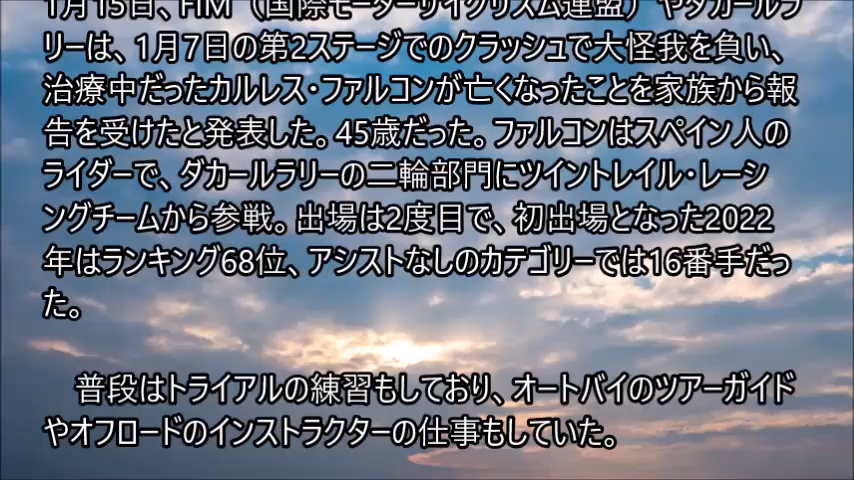 1月15日、FIM（国際モーターサイクリズム連盟）やダカールラ
リーは、1月7日の第2ステージでのクラッシュで大怪我を負い、
治療中だったカルレス・ファルコンが亡くなったことを家族から報
告を受けたと発表した。45歳だった。ファルコンはスペイン人の
ライダーで、ダカールラリーの二輪部門にツイントレイル・レーシ
ングチームから参戦。出場は2度目で、初出場となった2022
年はランキング68位、アシストなしのカテゴリーでは16番手だっ
た。
普段はトライアルの練習もしており、オートバイのツアーガイド
やオフロードのインストラクターの仕事もしていた。